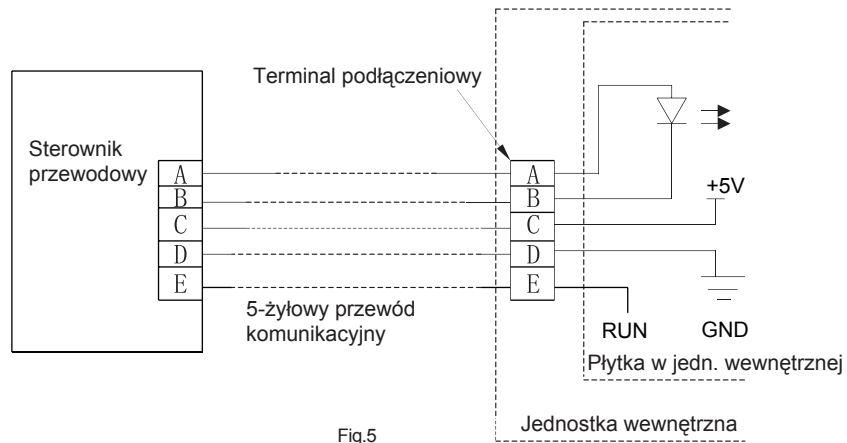 Terminal podłączeniowy
Sterownik
przewodowy
A
B
C
D
E
A
B
C
D
E
+5V
5-żyłowy przewód
komunikacyjny
RUN
GND
Płytka w jedn. wewnętrznej
Jednostka wewnętrzna
Fig.5